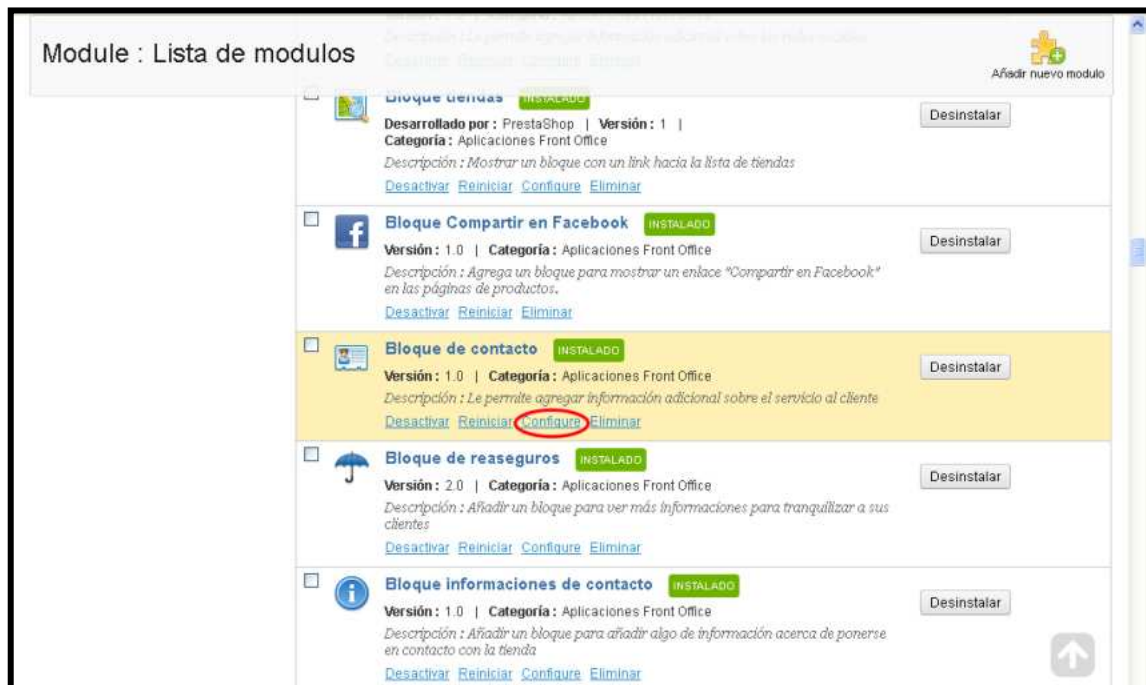 Module : Lista de modulos
Añadir nuevo modulo
Bloque tiendas INSTALADO
Desinstalar
Desarrollado por : PrestaShop | Versión : 1 |
Categoría : Aplicaciones Front Office
Descripción : Mostrar un bloque con un link hacia la lista de tiendas
Desactivar Reiniciar Configure Eliminar
Bloque Compartir en Facebook INSTALADO
Desinstalar
Versión : 1.0 | Categoría : Aplicaciones Front Office
Descripción : Agrega un bloque para mostrar un enlace "Compartir en Facebook"
en las páginas de productos.
Desactivar Reiniciar Eliminar
Bloque de contacto INSTALADO
Desinstalar
Versión : 1.0 | Categoría : Aplicaciones Front Office
Descripción : Le permite agregar información adicional sobre el servicio al cliente
Desactivar Reiniciar Configure Eliminar
Bloque de reaseguros INSTALADO
Desinstalar
Versión : 2.0 | Categoría : Aplicaciones Front Office
Descripción : Añadir un bloque para ver más informaciones para tranquilizar a sus
clientes
Desactivar Reiniciar Configure Eliminar
Bloque informaciones de contacto INSTALADO
Desinstalar
Versión : 1.0 | Categoría : Aplicaciones Front Office
Descripción : Añadir un bloque para añadir algo de información acerca de ponerse
en contacto con la tienda
Desactivar Reiniciar Configure Eliminar